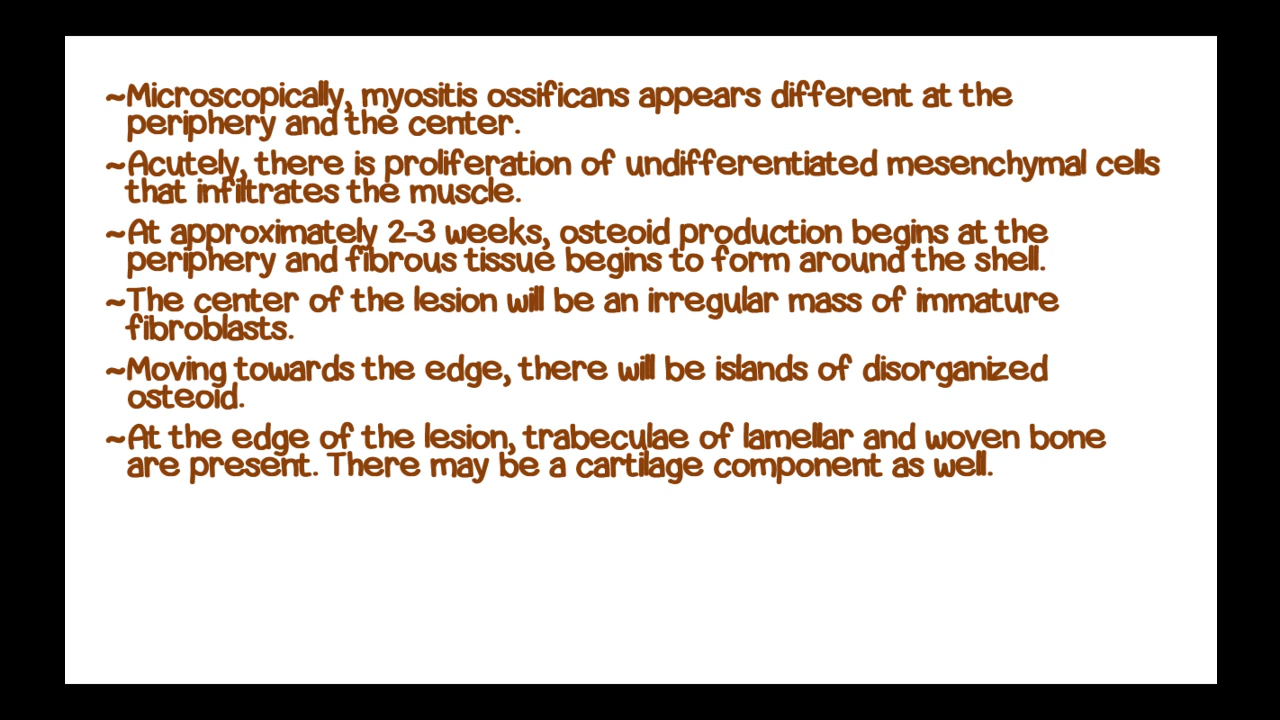 ~Microscopically, myositis ossificans appears different at the
periphery and the center.
~Acutely, there is proliferation of undifferentiated mesenchymal cells
that infiltrates the muscle.
~At approximately 2-3 weeks, osteoid production begins at the
periphery and fibrous tissue begins to form around the shell.
~The center of the lesion will be an irregular mass of immature
fibroblasts.
~Moving towards the edge, there will be islands of disorganized
osteoid.
~At the edge of the lesion, trabeculae of lamellar and woven bone
are present. There may be a cartilage component as well.